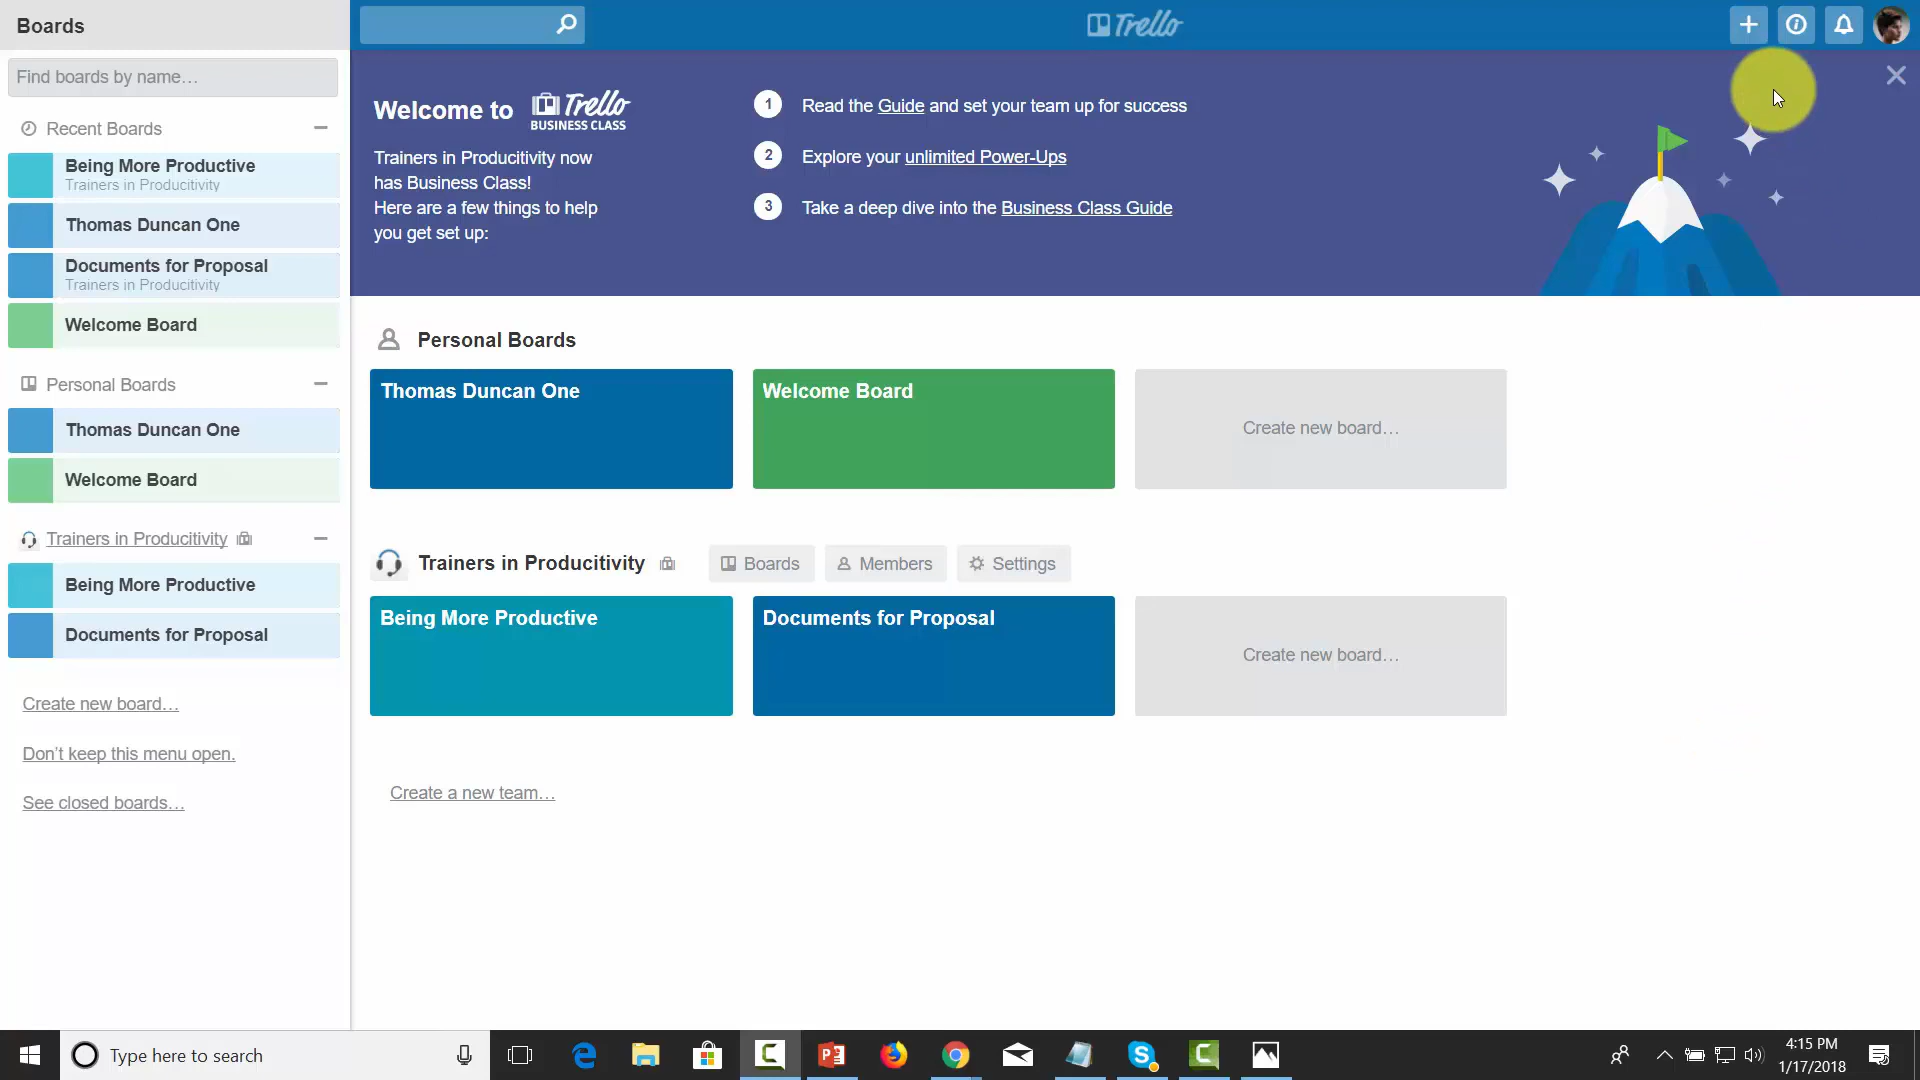 Boards
Find boards by name…
Recent Boards
Being More Productive
Trainers in Producitivity
Thomas Duncan One
Documents for Proposal
Trainers in Producitivity
Welcome Board
Personal Boards
Thomas Duncan One
Welcome Board
Trainers in Producitivity
Being More Productive
Documents for Proposal
Create new board…
Don't keep this menu open.
See closed boards…
Trello
Welcome to Trello BUSINESS CLASS
Trainers in Producitivity now
has Business Class!
Here are a few things to help
you get set up:
1 Read the Guide and set your team up for success
2 Explore your unlimited Power-Ups
3 Take a deep dive into the Business Class Guide
Personal Boards
Thomas Duncan One
Welcome Board
Create new board…
Trainers in Producitivity
Boards
Members
Settings
Being More Productive
Documents for Proposal
Create new board…
Create a new team…
Type here to search
4:15 PM
1/17/2018